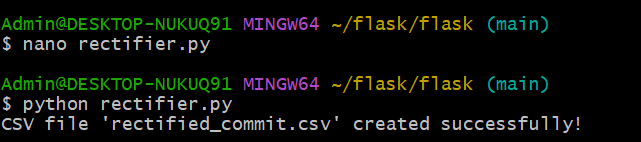 Admin@DESKTOP-NUKUQ91 MINGW64 ~/flask/flask (main)
$ nano rectifier.py
Admin@DESKTOP-NUKUQ91 MINGW64 ~/flask/flask (main)
$ python rectifier.py
CSV file 'rectified_commit.csv' created successfully!